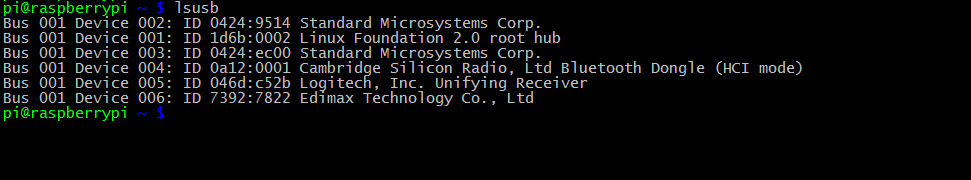 pi@raspberrypi ~ $ lsusb
Bus 001 Device 002: ID 0424:9514 Standard Microsystems Corp.
Bus 001 Device 001: ID 1d6b:0002 Linux Foundation 2.0 root hub
Bus 001 Device 003: ID 0424:ec00 Standard Microsystems Corp.
Bus 001 Device 004: ID 0a12:0001 Cambridge Silicon Radio, Ltd Bluetooth Dongle (HCI mode)
Bus 001 Device 005: ID 046d:c52b Logitech, Inc. Unifying Receiver
Bus 001 Device 006: ID 7392:7822 Edimax Technology Co., Ltd
pi@raspberrypi ~ $